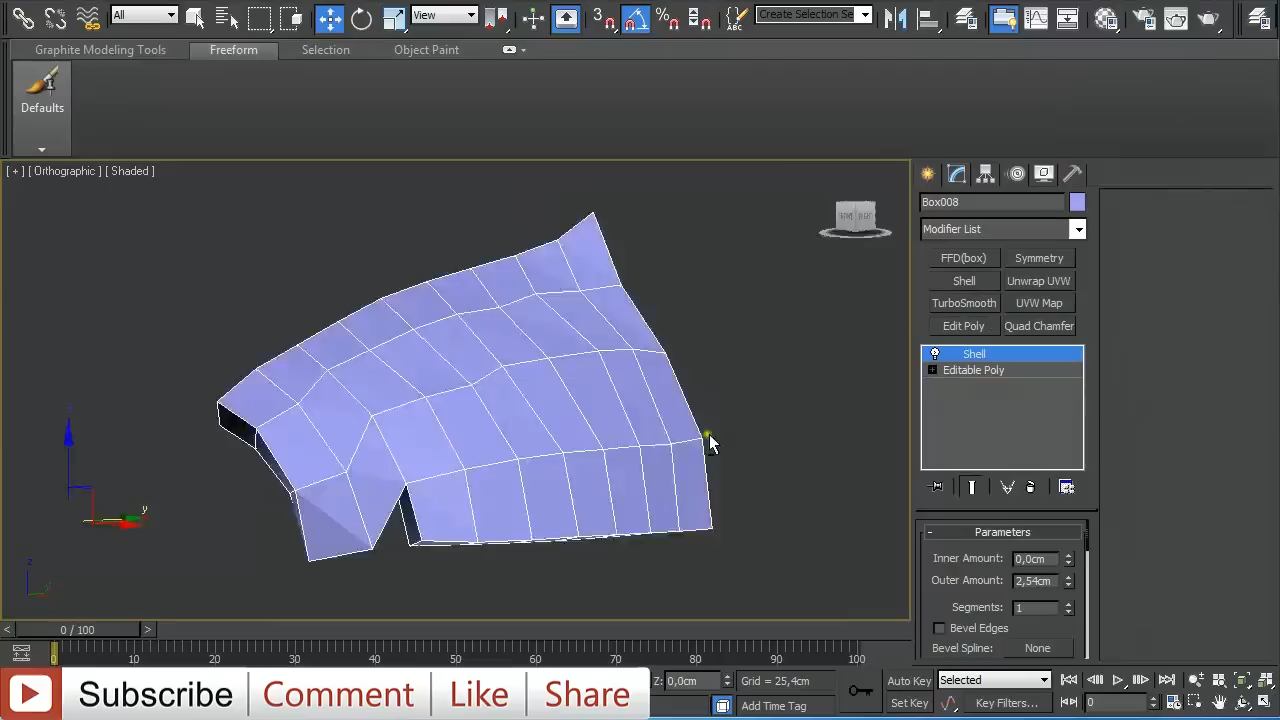 All
View
3
Create Selection Se
Graphite Modeling Tools
Freeform
Selection
Object Paint
Defaults
[ + ] [ Orthographic ] [ Shaded ]
Box008
Modifier List
FFD(box)
Symmetry
Shell
Unwrap UVW
TurboSmooth
UVW Map
Edit Poly
Quad Chamfer
Shell
Editable Poly
- Parameters
Inner Amount: 0,0cm
Outer Amount: 2,54cm
Segments: 1
Bevel Edges
Bevel Spline: None
y
z
< 0 / 100 >
0 10 20 30 40 50 60 70 80 90 100
Subscribe Comment Like Share
Z: 0,0cm
Grid = 25,4cm
Add Time Tag
Auto Key
Selected
Set Key
Key Filters...
0